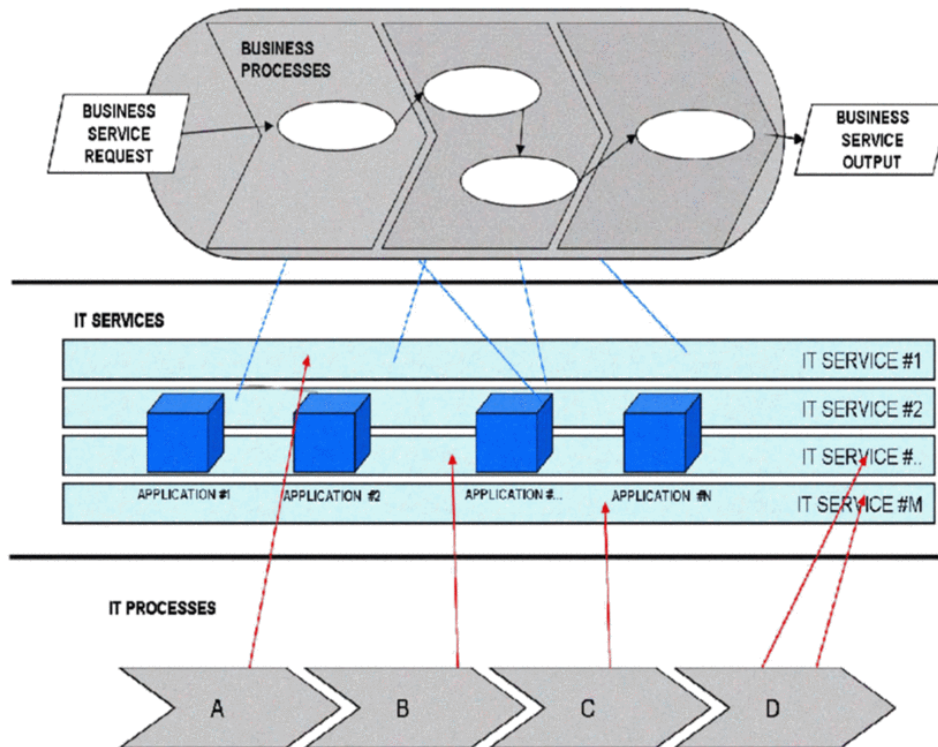 BUSINESS
PROCESSES
BUSINESS
SERVICE
REQUEST
BUSINESS
SERVICE
OUTPUT
IT SERVICES
IT SERVICE #1
IT SERVICE #2
IT SERVICE #..
IT SERVICE #M
APPLICATION #1
APPLICATION #2
APPLICATION #...
APPLICATION #N
IT PROCESSES
A
B
C
D